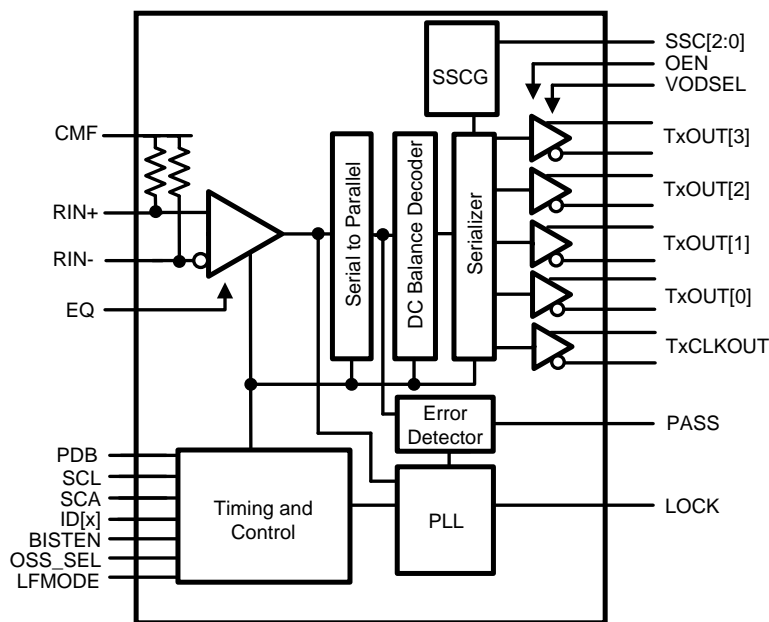 SSC[2:0]
OEN
VODSEL
SSCG
CMF
RIN+
RIN-
EQ
Serial to Parallel
DC Balance Decoder
Serializer
TxOUT[3]
TxOUT[2]
TxOUT[1]
TxOUT[0]
TxCLKOUT
Error
Detector
PASS
PDB
SCL
SCA
ID[x]
BISTEN
OSS_SEL
LFMODE
Timing and
Control
PLL
LOCK